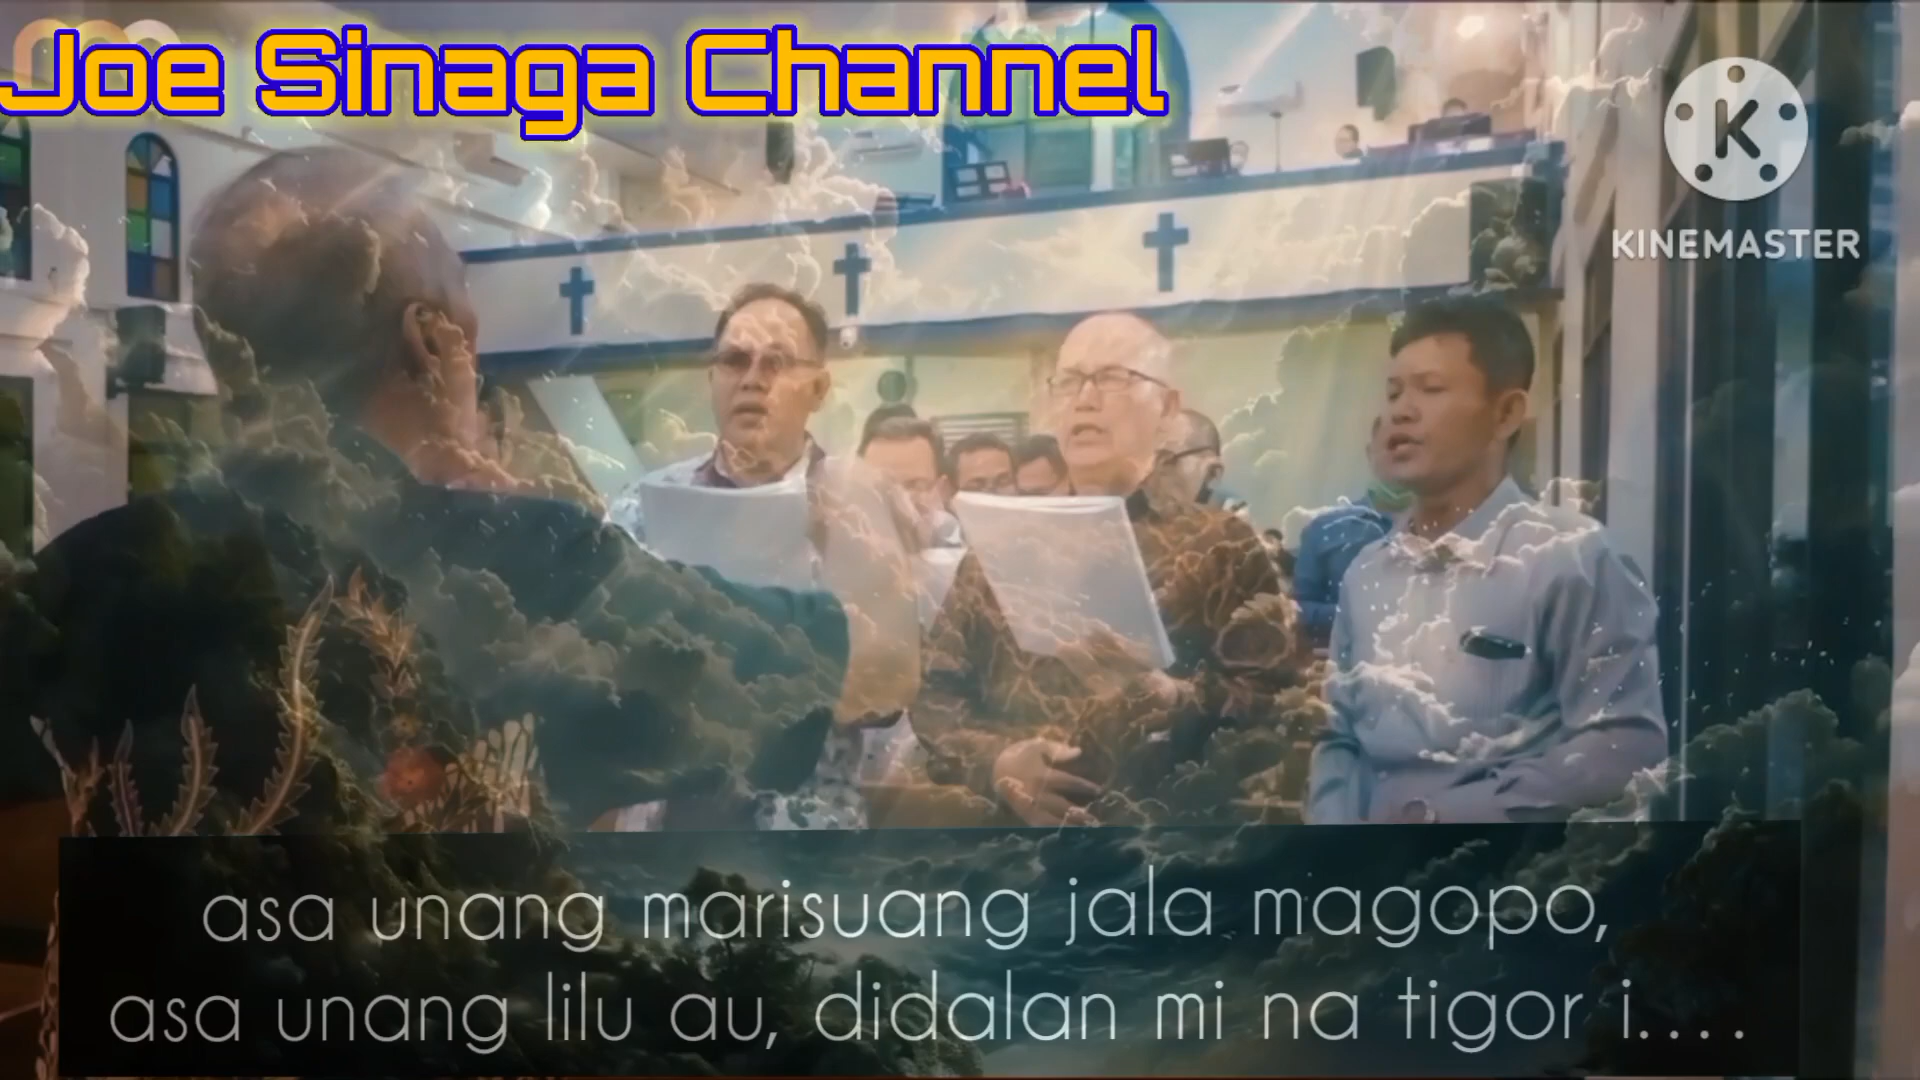 Joe Sinaga Channel
K
KINEMASTER
asa unang marisuang jala magopo,
asa unang lilu au, didalan mi na tigor i....